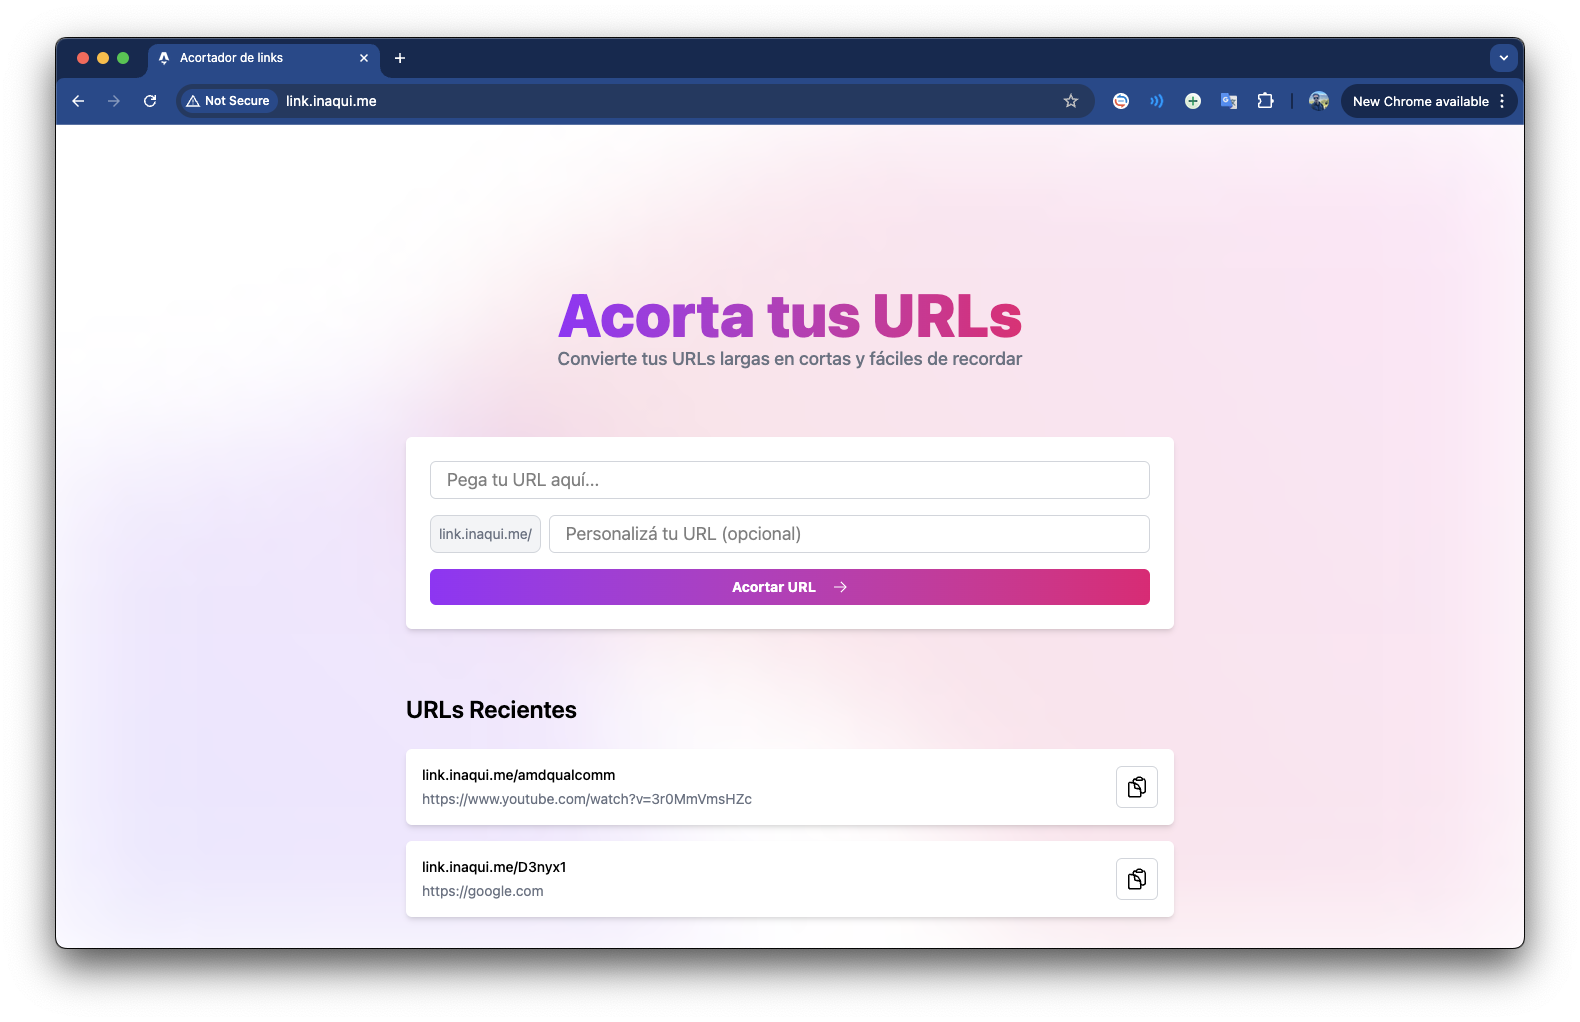 Acortador de links
Not Secure link.inaqui.me
New Chrome available
Acorta tus URLs
Convierte tus URLs largas en cortas y fáciles de recordar
Pega tu URL aquí...
link.inaqui.me/ Personalizá tu URL (opcional)
Acortar URL →
URLs Recientes
link.inaqui.me/amdqualcomm
https://www.youtube.com/watch?v=3r0MmVmsHZc
link.inaqui.me/D3nyx1
https://google.com